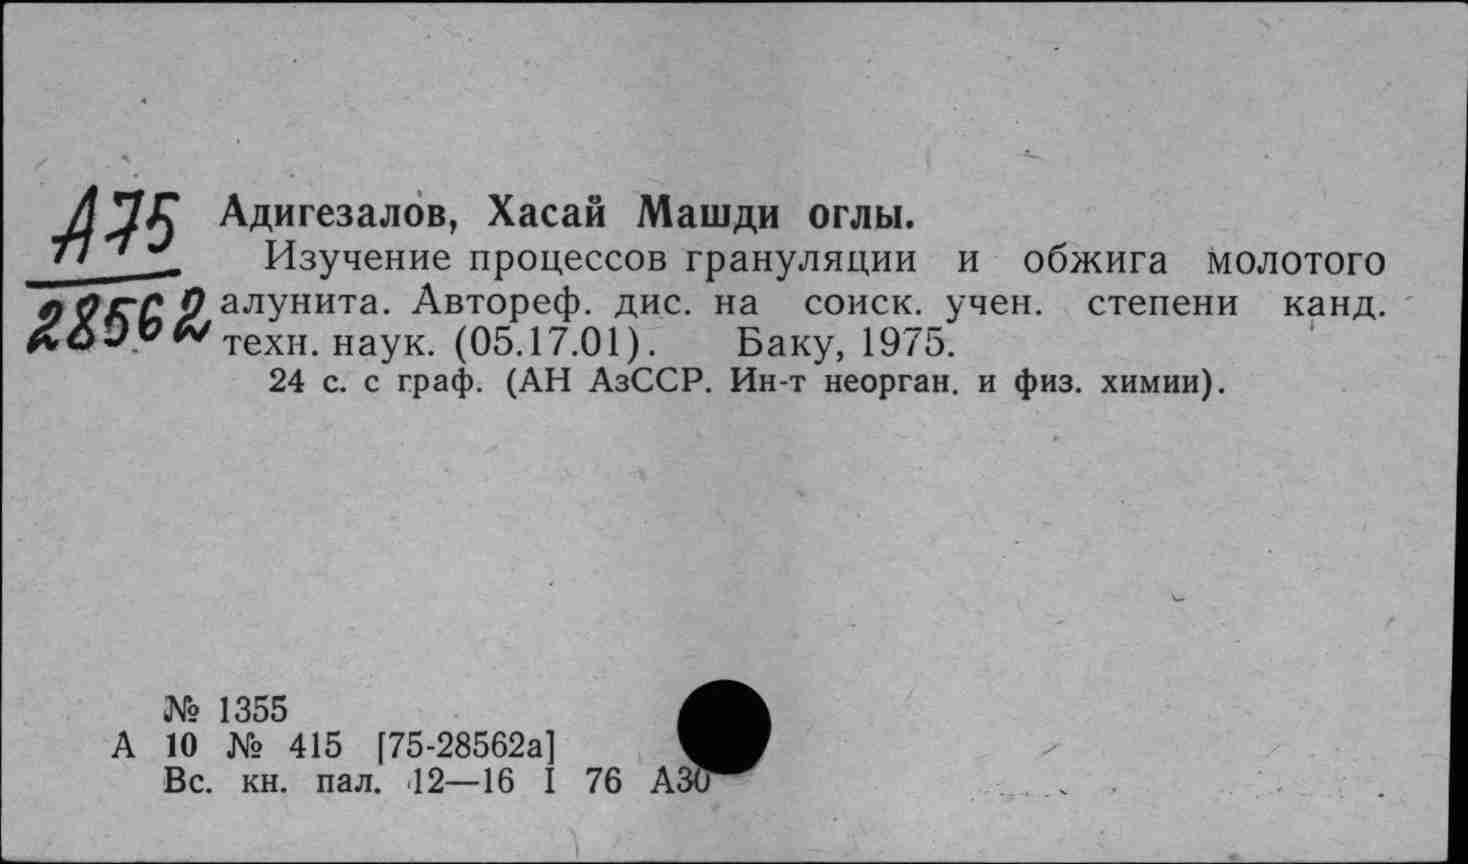 А75
28562
Адигезалов, Хасай Машди оглы.
Изучение процессов грануляции и обжига молотого
алунита. Автореф. дис. на соиск. учен. степени канд.
техн. наук. (05.17.01). Баку, 1975.
24 с. с граф. (АН АзССР. Ин-т неорган. и физ. химии).
№ 1355
А 10 № 415 [75-28562а]
Вс. кн. пал. 12—16 I 76 А30